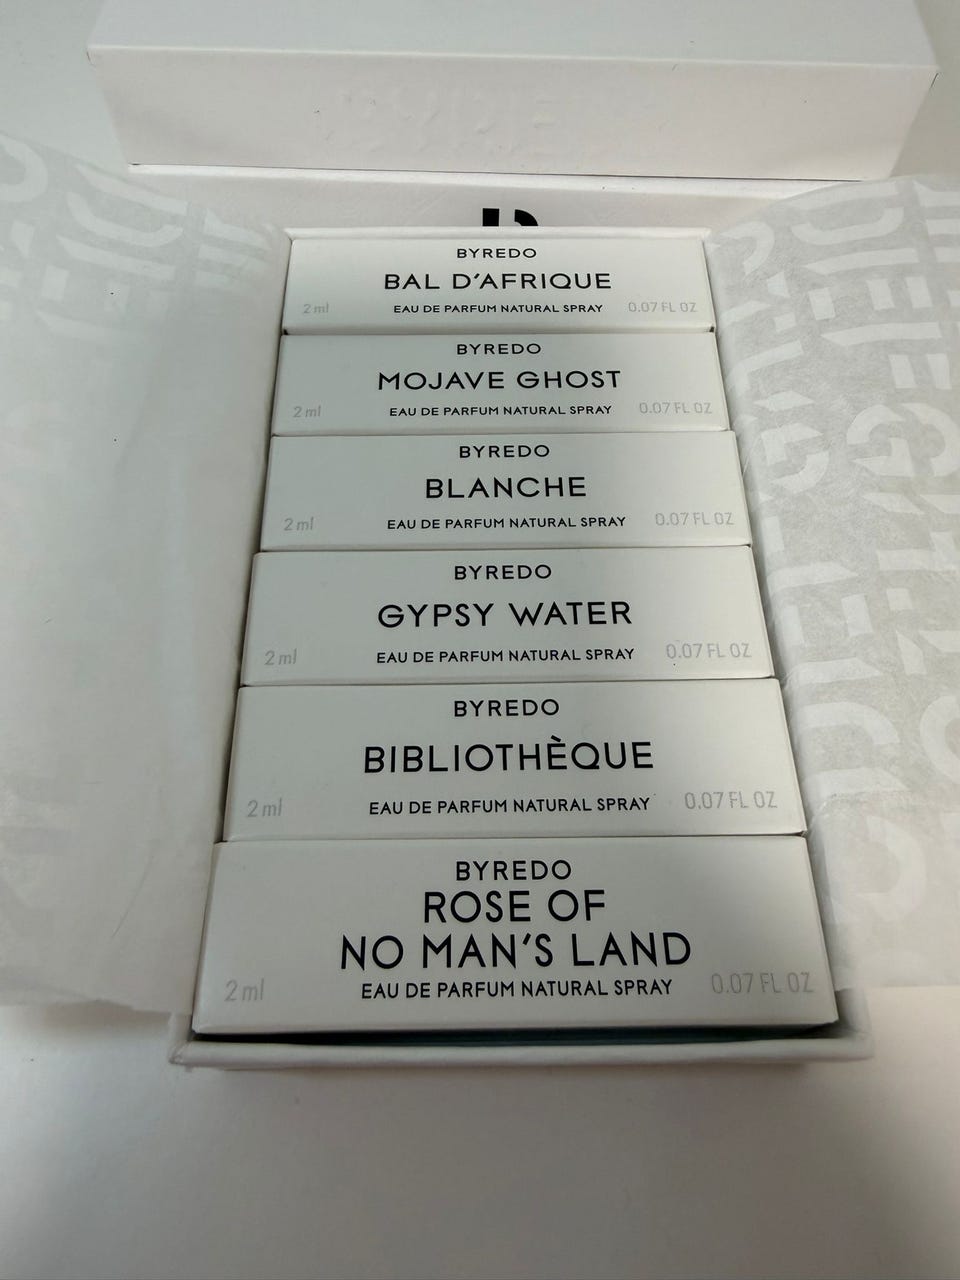 BYREDO
BAL D'AFRIQUE
2 ml EAU DE PARFUM NATURAL SPRAY 0.07 FL OZ
BYREDO
MOJAVE GHOST
2 ml EAU DE PARFUM NATURAL SPRAY 0.07 FL OZ
BYREDO
BLANCHE
2 ml EAU DE PARFUM NATURAL SPRAY 0.07 FL OZ
BYREDO
GYPSY WATER
2 ml EAU DE PARFUM NATURAL SPRAY 0.07 FL OZ
BYREDO
BIBLIOTHÈQUE
2 ml EAU DE PARFUM NATURAL SPRAY 0.07 FL OZ
BYREDO
ROSE OF
NO MAN'S LAND
2 ml EAU DE PARFUM NATURAL SPRAY 0.07 FL OZ